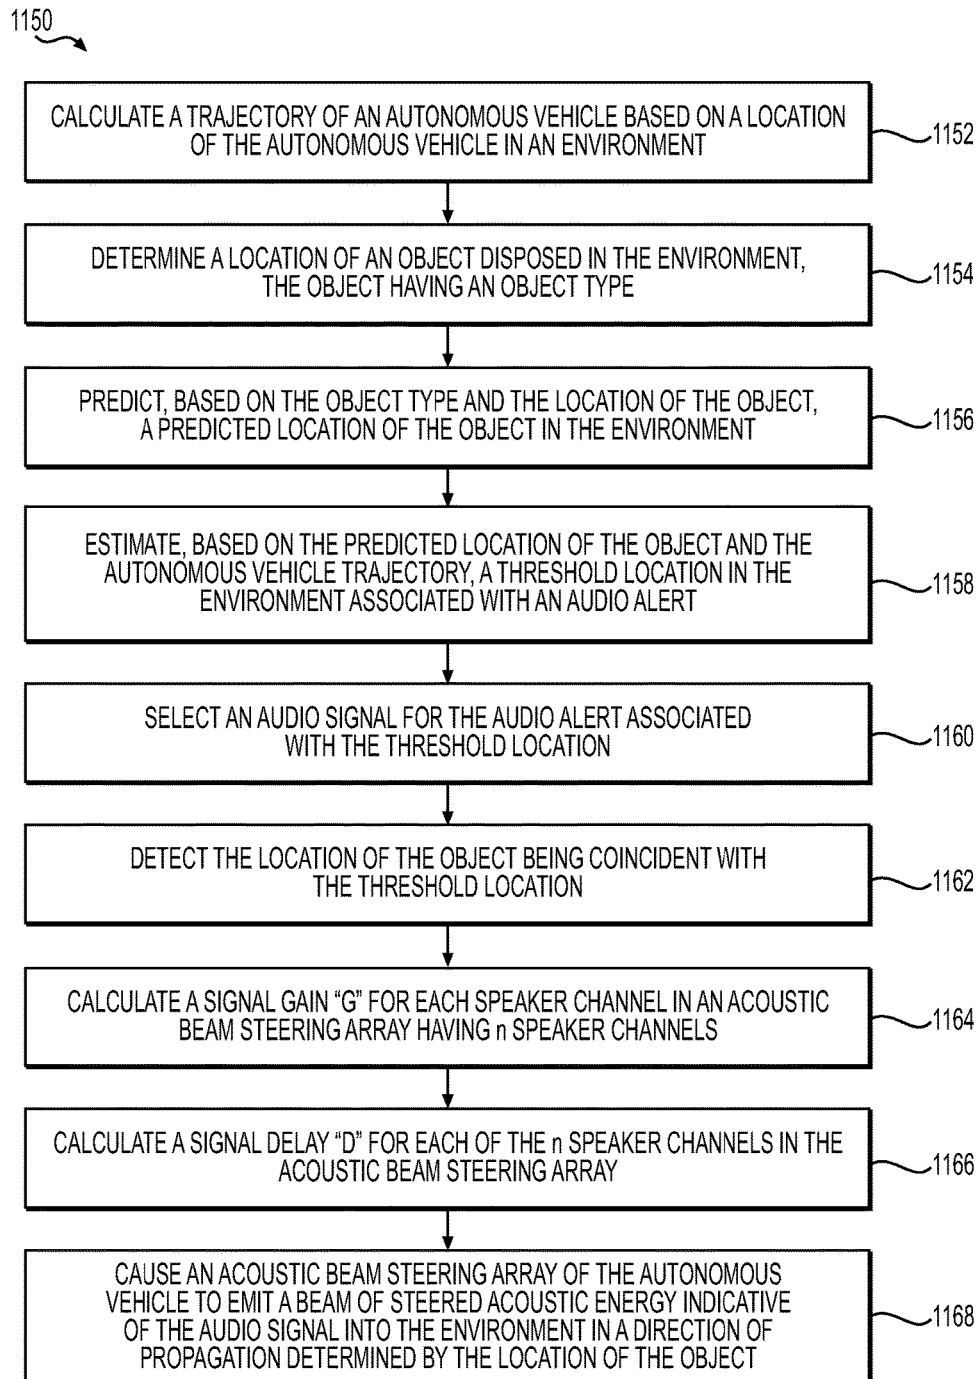 1150
CALCULATE A TRAJECTORY OF AN AUTONOMOUS VEHICLE BASED ON A LOCATION
OF THE AUTONOMOUS VEHICLE IN AN ENVIRONMENT
1152
DETERMINE A LOCATION OF AN OBJECT DISPOSED IN THE ENVIRONMENT,
THE OBJECT HAVING AN OBJECT TYPE
1154
PREDICT, BASED ON THE OBJECT TYPE AND THE LOCATION OF THE OBJECT,
A PREDICTED LOCATION OF THE OBJECT IN THE ENVIRONMENT
1156
ESTIMATE, BASED ON THE PREDICTED LOCATION OF THE OBJECT AND THE
AUTONOMOUS VEHICLE TRAJECTORY, A THRESHOLD LOCATION IN THE
ENVIRONMENT ASSOCIATED WITH AN AUDIO ALERT
1158
SELECT AN AUDIO SIGNAL FOR THE AUDIO ALERT ASSOCIATED
WITH THE THRESHOLD LOCATION
1160
DETECT THE LOCATION OF THE OBJECT BEING COINCIDENT WITH
THE THRESHOLD LOCATION
1162
CALCULATE A SIGNAL GAIN “G” FOR EACH SPEAKER CHANNEL IN AN ACOUSTIC
BEAM STEERING ARRAY HAVING n SPEAKER CHANNELS
1164
CALCULATE A SIGNAL DELAY “D” FOR EACH OF THE n SPEAKER CHANNELS IN THE
ACOUSTIC BEAM STEERING ARRAY
1166
CAUSE AN ACOUSTIC BEAM STEERING ARRAY OF THE AUTONOMOUS
VEHICLE TO EMIT A BEAM OF STEERED ACOUSTIC ENERGY INDICATIVE
OF THE AUDIO SIGNAL INTO THE ENVIRONMENT IN A DIRECTION OF
PROPAGATION DETERMINED BY THE LOCATION OF THE OBJECT
1168